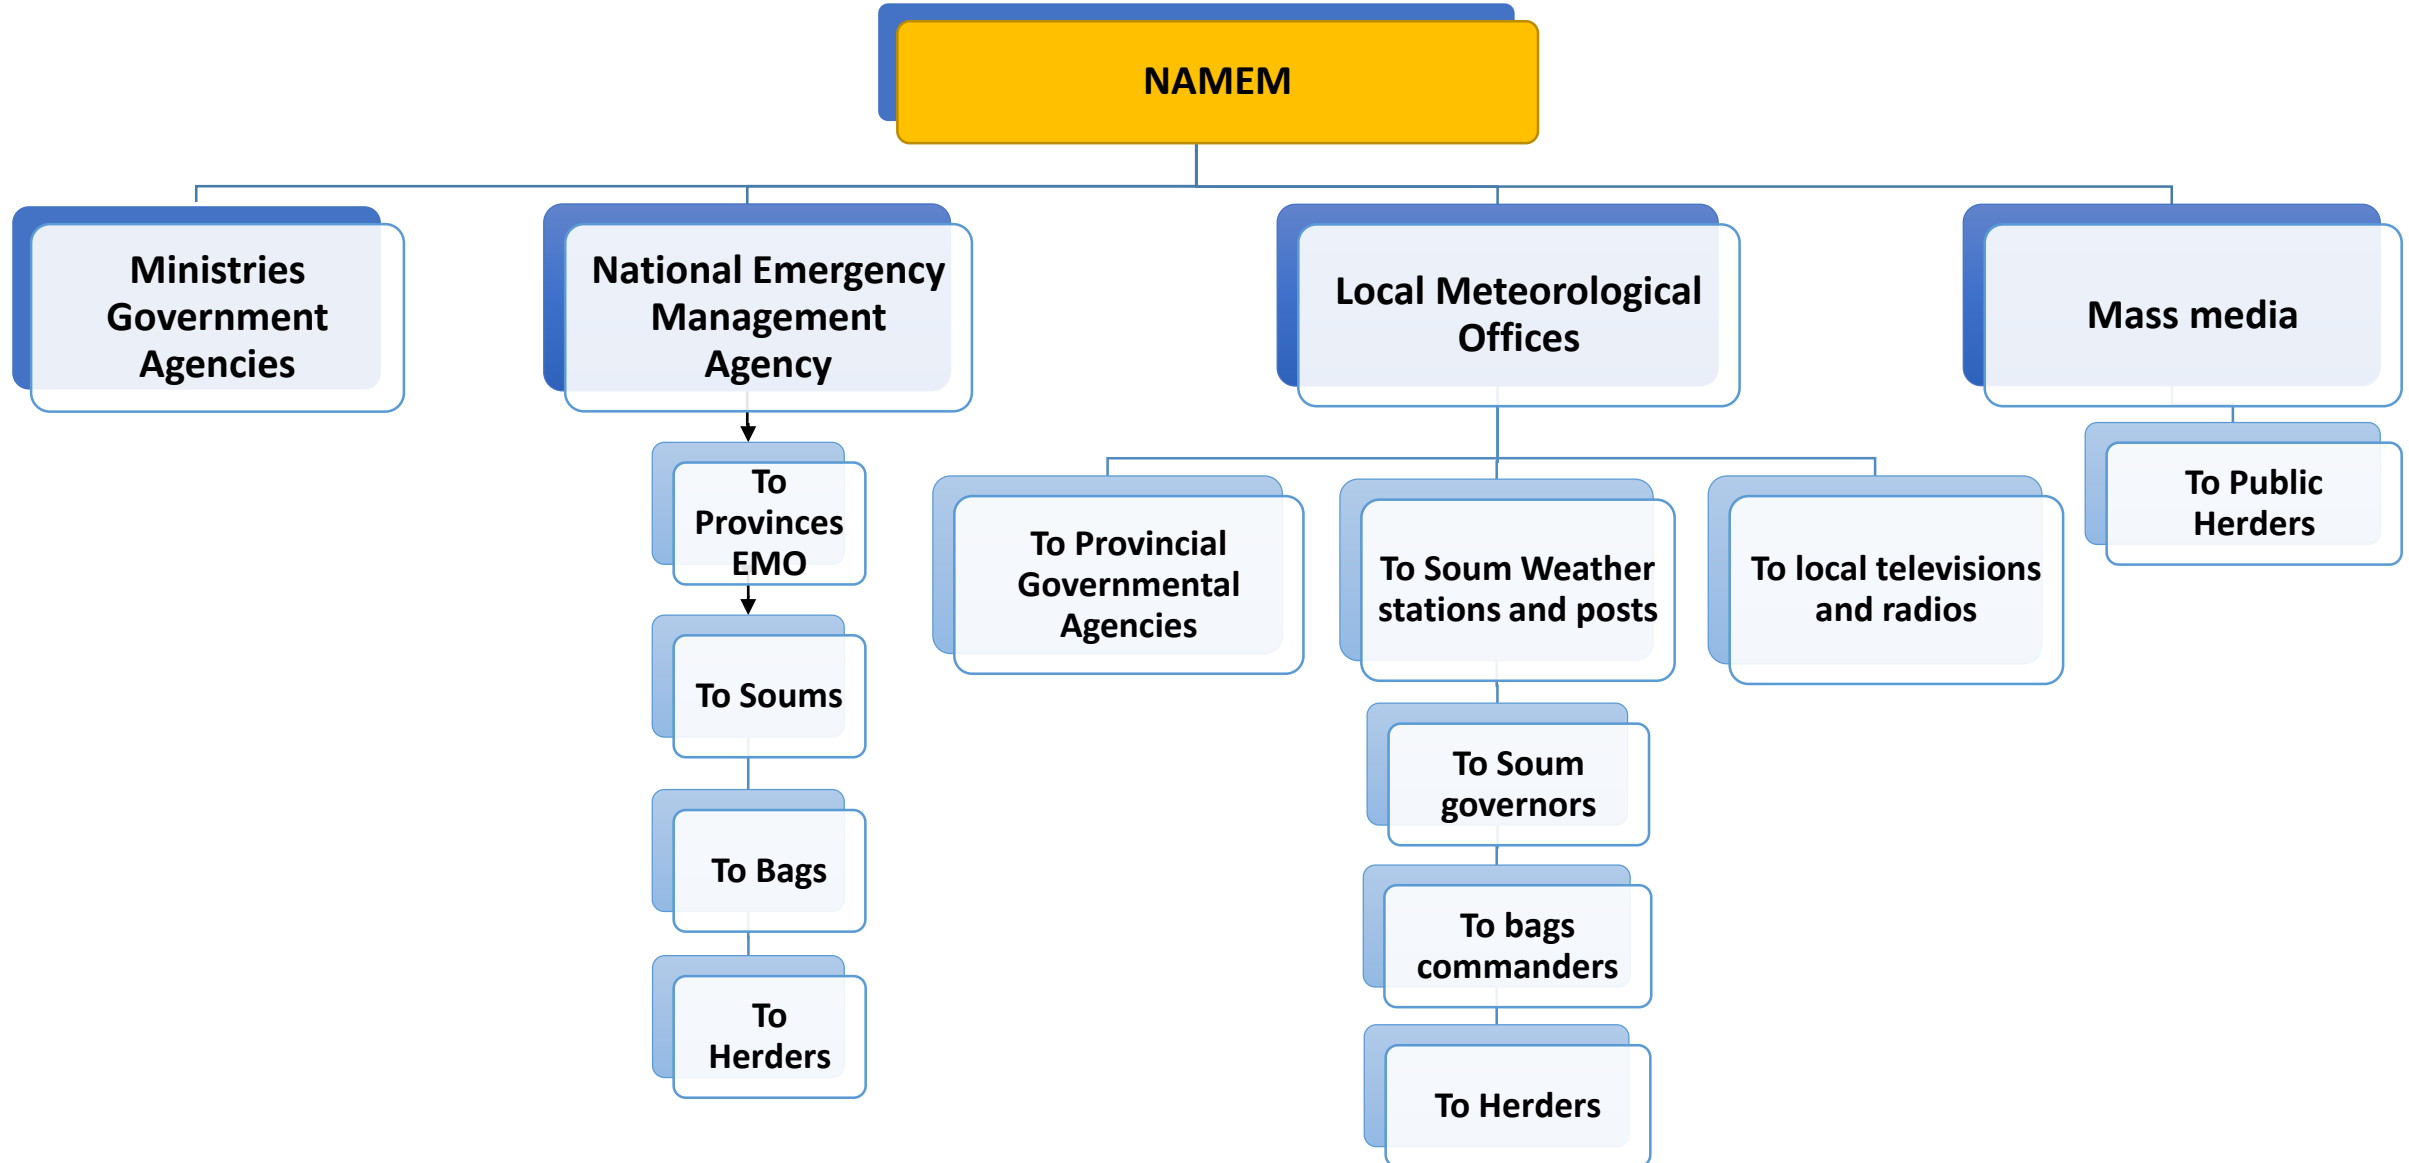 NAMEM
Ministries
Government
Agencies
National Emergency
Management
Agency
Local Meteorological
Offices
Mass media
To
Provinces
EMO
To Soums
To Bags
To
Herders
To Provincial
Governmental
Agencies
To Soum Weather
stations and posts
To Soum
governors
To bags
commanders
To Herders
To local televisions
and radios
To Public
Herders